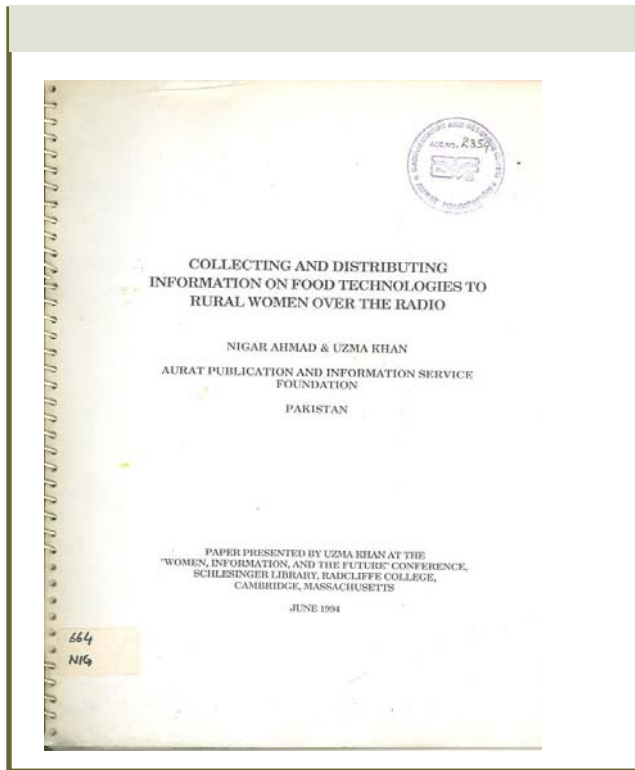 ACC NO. 2359
COLLECTING AND DISTRIBUTING
INFORMATION ON FOOD TECHNOLOGIES TO
RURAL WOMEN OVER THE RADIO
NIGAR AHMAD & UZMA KHAN
AURAT PUBLICATION AND INFORMATION SERVICE
FOUNDATION
PAKISTAN
PAPER PRESENTED BY UZMA KHAN AT THE
"WOMEN, INFORMATION, AND THE FUTURE" CONFERENCE,
SCHLESINGER LIBRARY, RADCLIFFE COLLEGE,
CAMBRIDGE, MASSACHUSETTS
JUNE 1994
664
NIG